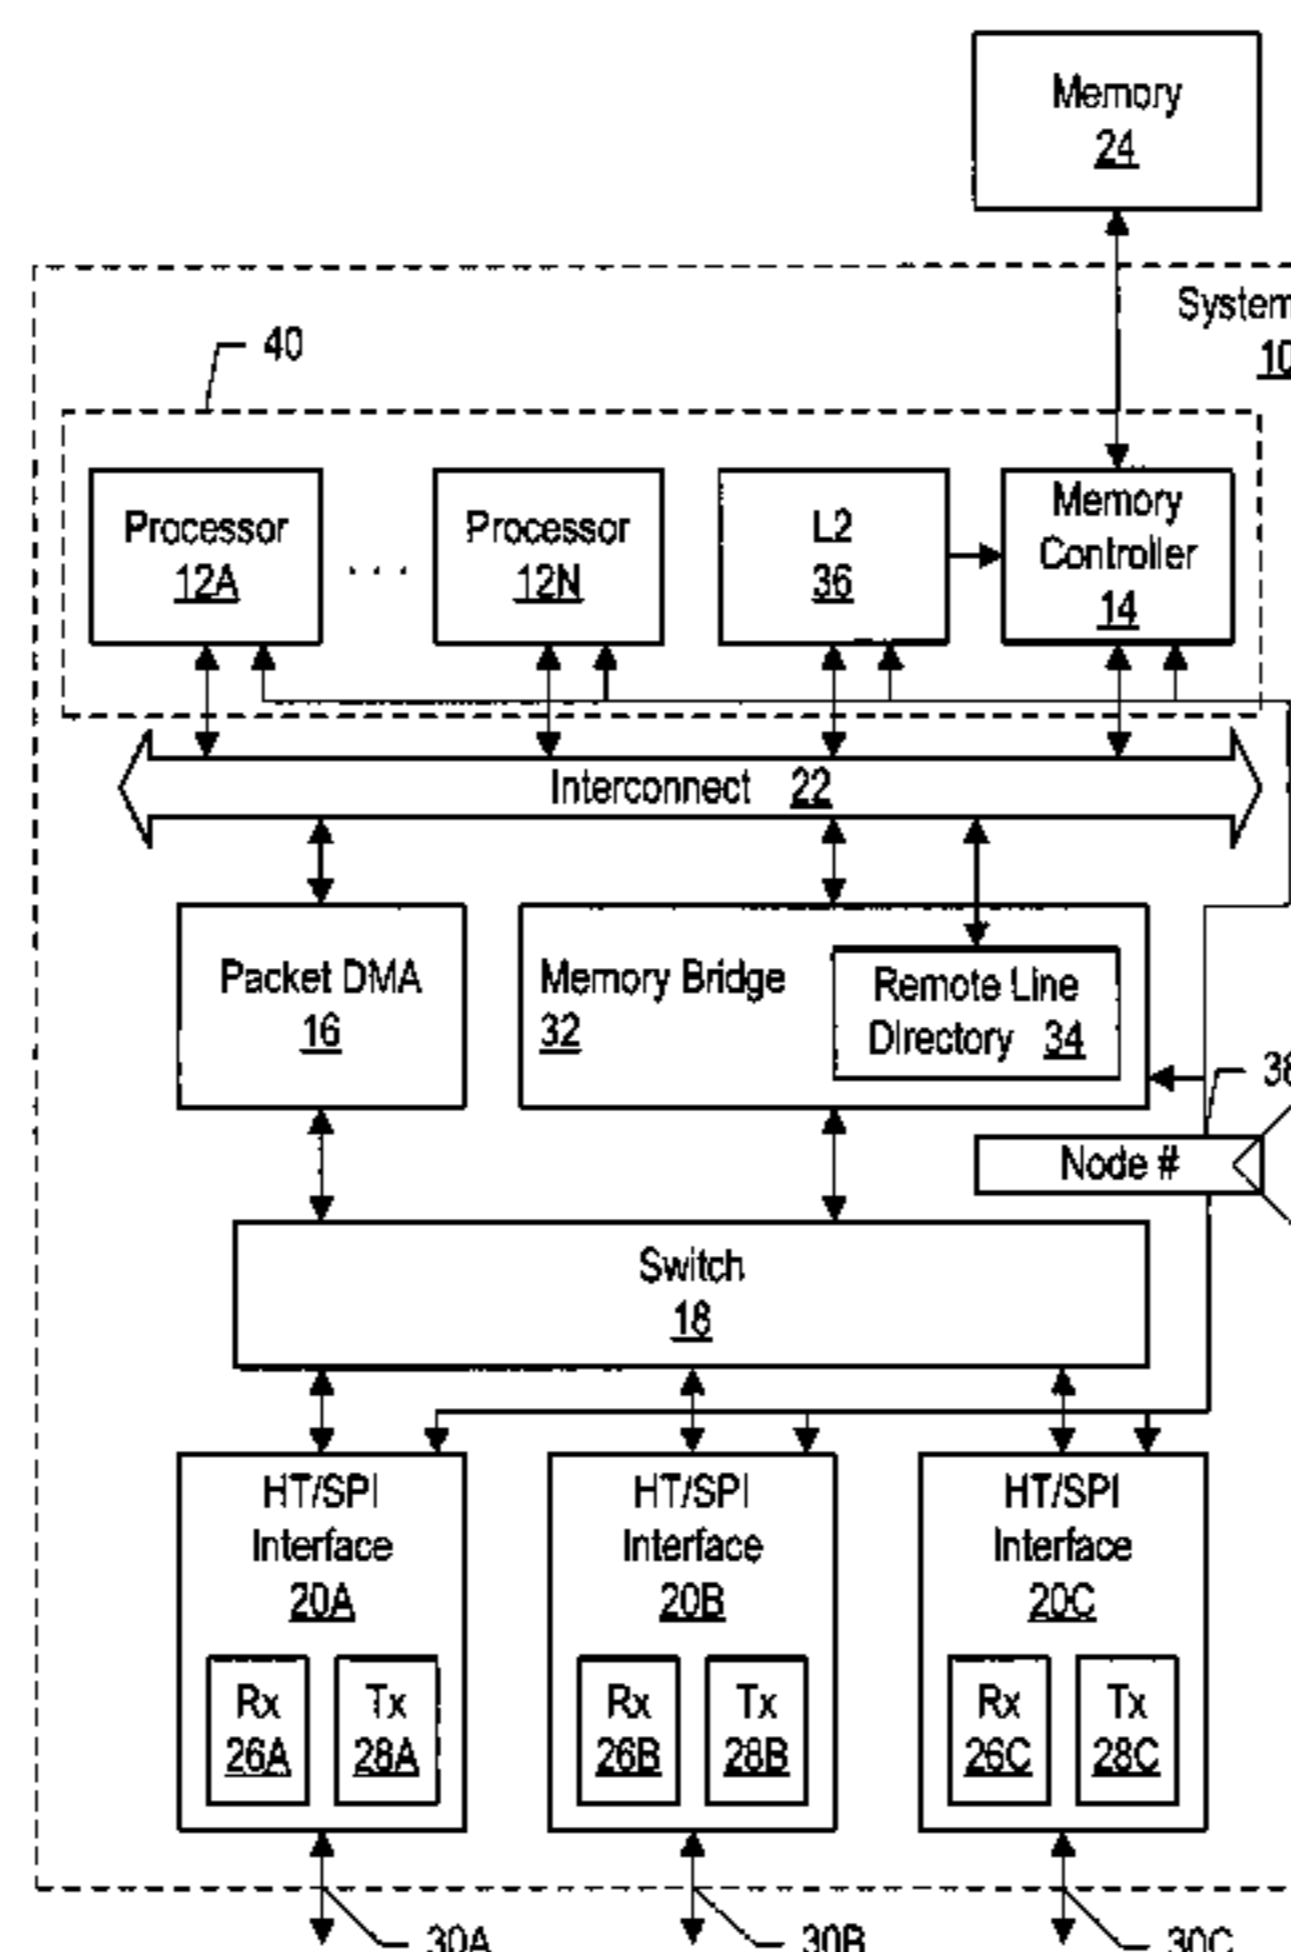 Memory
24
System
10
40
Processor
12A
. . .
Processor
12N
L2
36
Memory
Controller
14
Interconnect 22
Packet DMA
16
Memory Bridge
32
Remote Line
Directory 34
Node #
Switch
18
HT/SPI
Interface
20A
Rx
26A
Tx
28A
HT/SPI
Interface
20B
Rx
26B
Tx
28B
HT/SPI
Interface
20C
Rx
26C
Tx
28C
30A
30B
30C